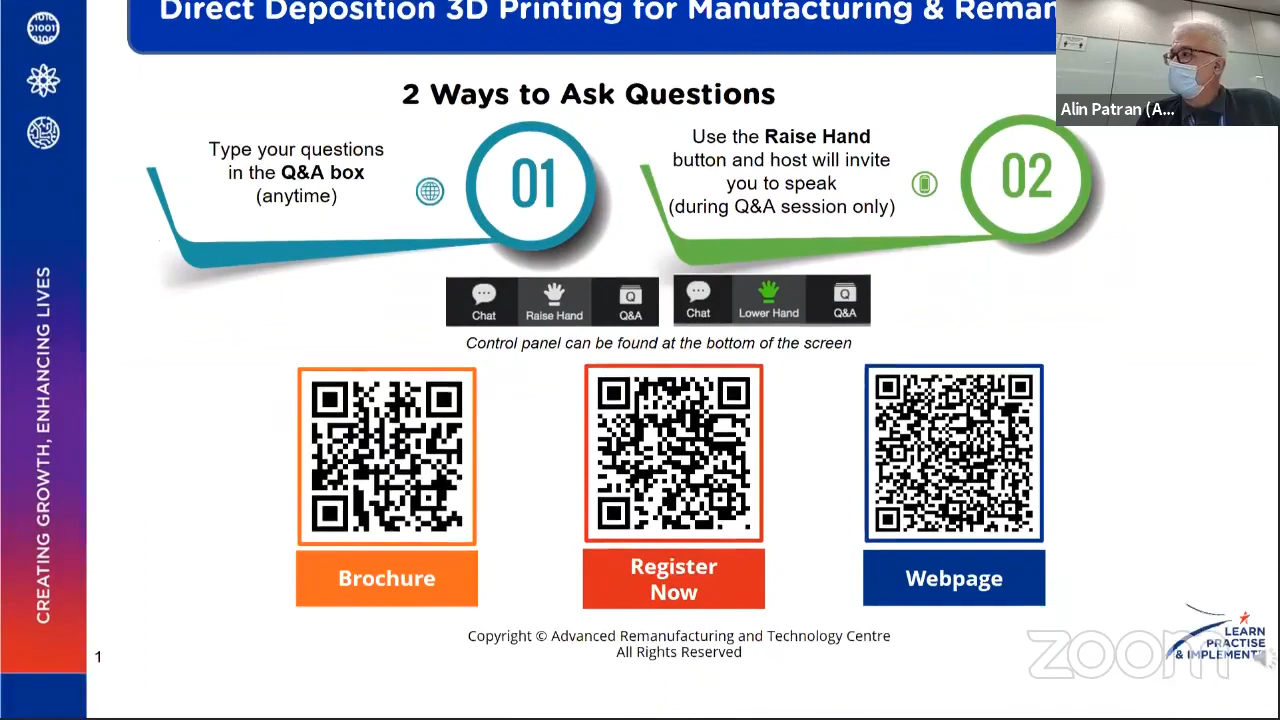 Direct Deposition 3D Printing for Manufacturing & Reman
Alin Patran (A...
2 Ways to Ask Questions
Type your questions
in the Q&A box
(anytime)
01
Use the Raise Hand
button and host will invite
you to speak
(during Q&A session only)
02
Chat
Raise Hand
Q&A
Chat
Lower Hand
Q&A
Control panel can be found at the bottom of the screen
Brochure
Register
Now
Webpage
Copyright © Advanced Remanufacturing and Technology Centre
All Rights Reserved
CREATING GROWTH, ENHANCING LIVES
1
zoom
LEARN
PRACTISE
& IMPLEMENT